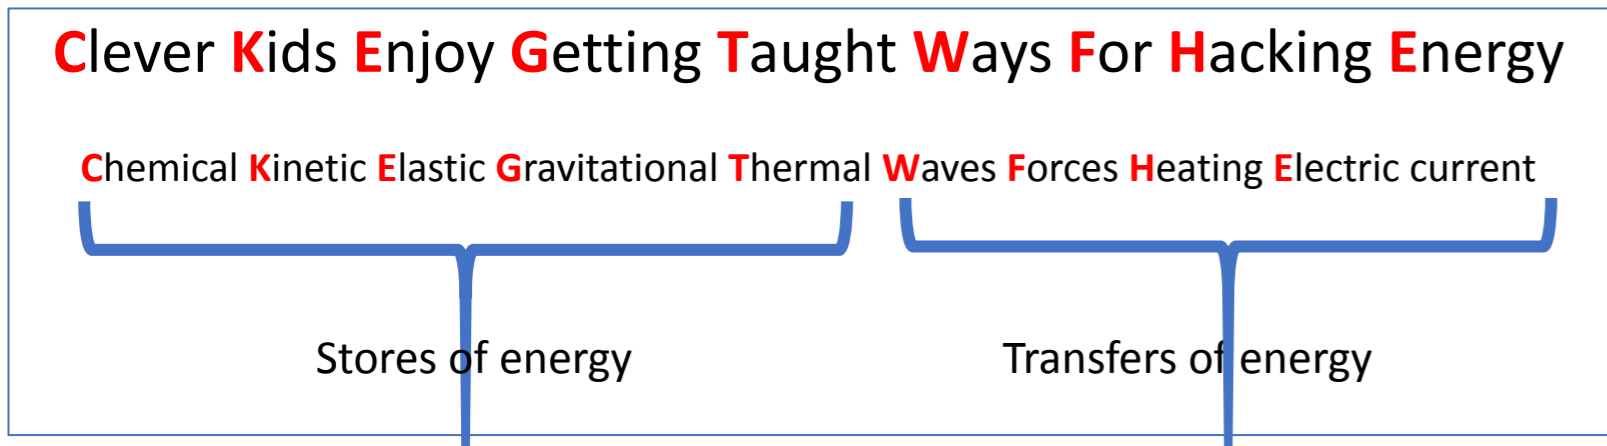 Clever Kids Enjoy Getting Taught Ways For Hacking Energy
Chemical Kinetic Elastic Gravitational Thermal Waves Forces Heating Electric current
Stores of energy
Transfers of energy